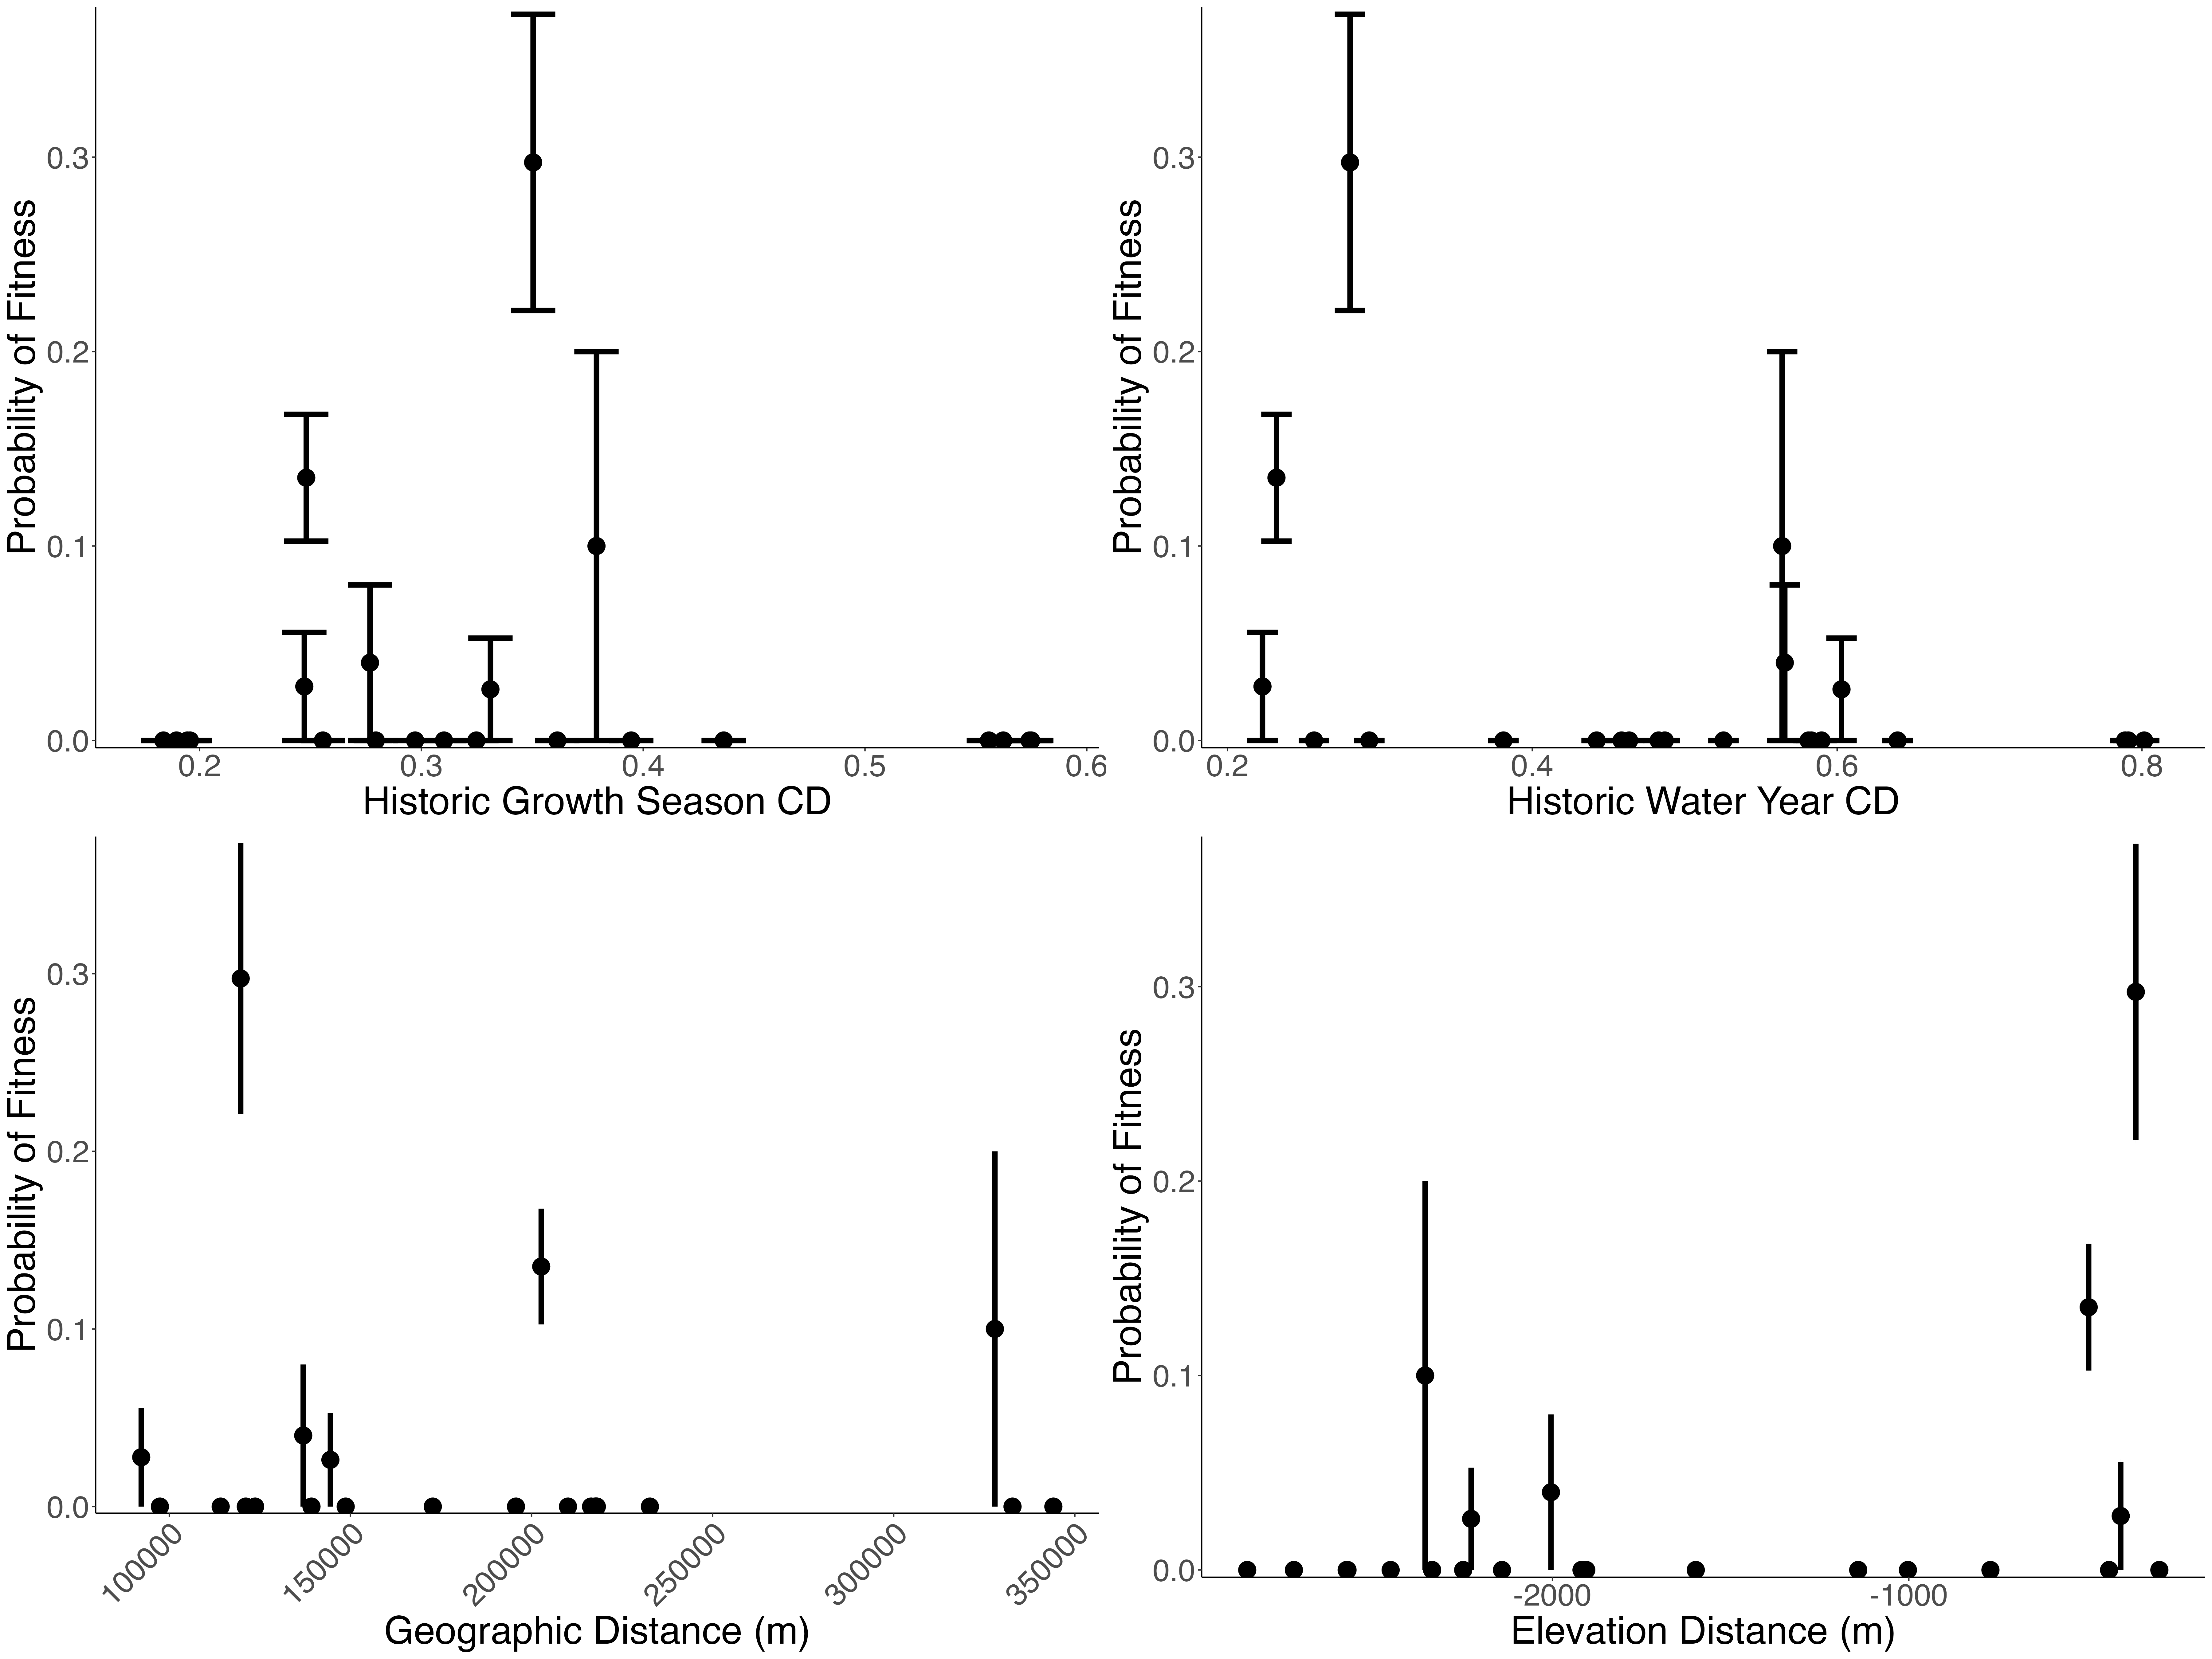 Probability of Fitness
0.3
0.2
0.1
0.0
0.2 0.3 0.4 0.5 0.6
Historic Growth Season CD
Probability of Fitness
0.3
0.2
0.1
0.0
0.2 0.4 0.6 0.8
Historic Water Year CD
Probability of Fitness
0.3
0.2
0.1
0.0
100000 150000 200000 250000 300000 350000
Geographic Distance (m)
Probability of Fitness
0.3
0.2
0.1
0.0
-2000 -1000
Elevation Distance (m)